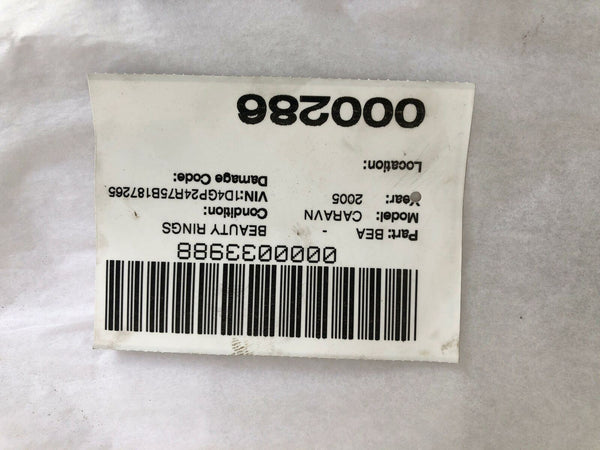 0000033988
Part: BEA - BEAUTY RINGS
Model: CARAVN Condition:
Year: 2005 VIN:1D4GP24R75B187265
Damage Code:
Location:
000286